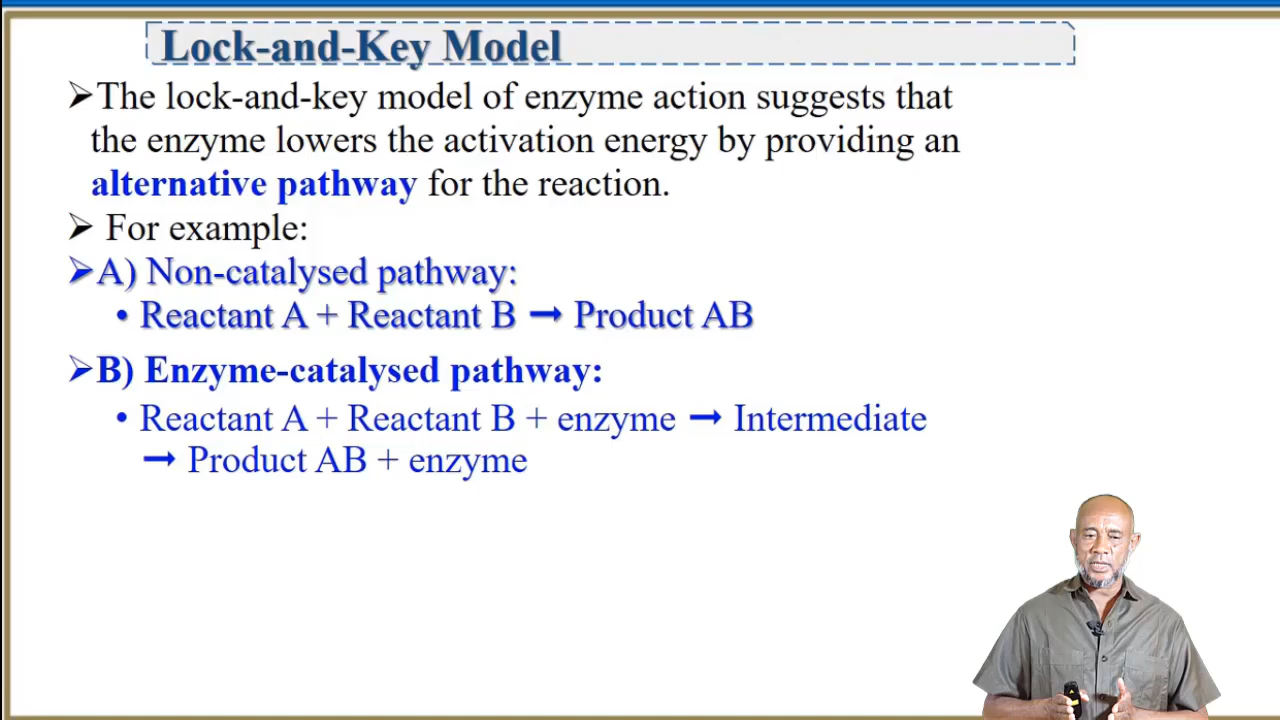 Lock-and-Key Model
➢The lock-and-key model of enzyme action suggests that
the enzyme lowers the activation energy by providing an
alternative pathway for the reaction.
➢ For example:
➢A) Non-catalysed pathway:
• Reactant A + Reactant B ➞ Product AB
➢B) Enzyme-catalysed pathway:
• Reactant A + Reactant B + enzyme ➞ Intermediate
➞ Product AB + enzyme